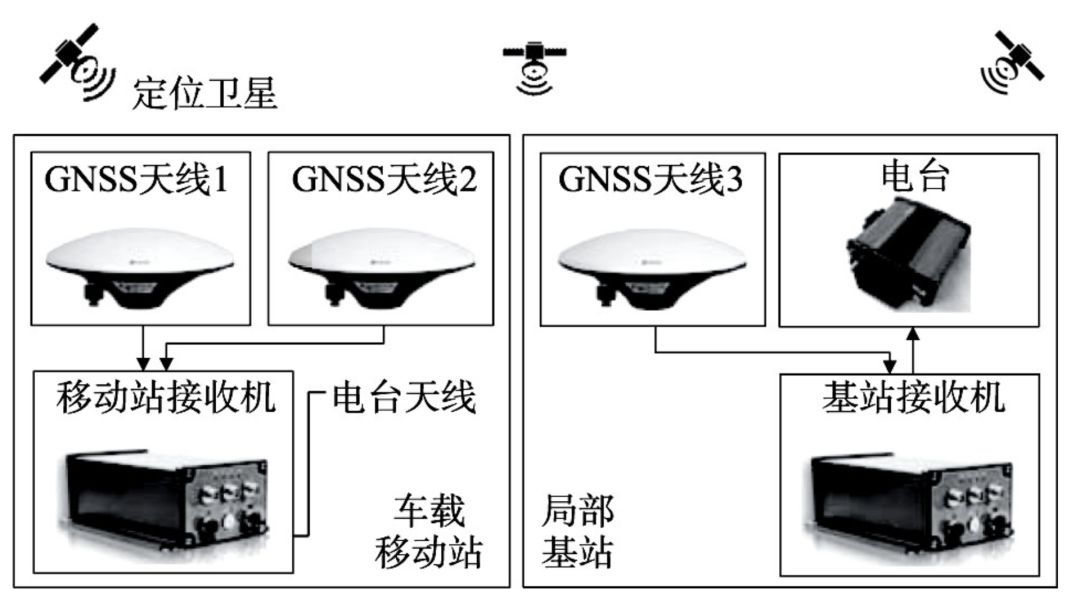 定位卫星
GNSS天线1
GNSS天线2
GNSS天线3
电台
移动站接收机
电台天线
基站接收机
车载
移动站
局部
基站